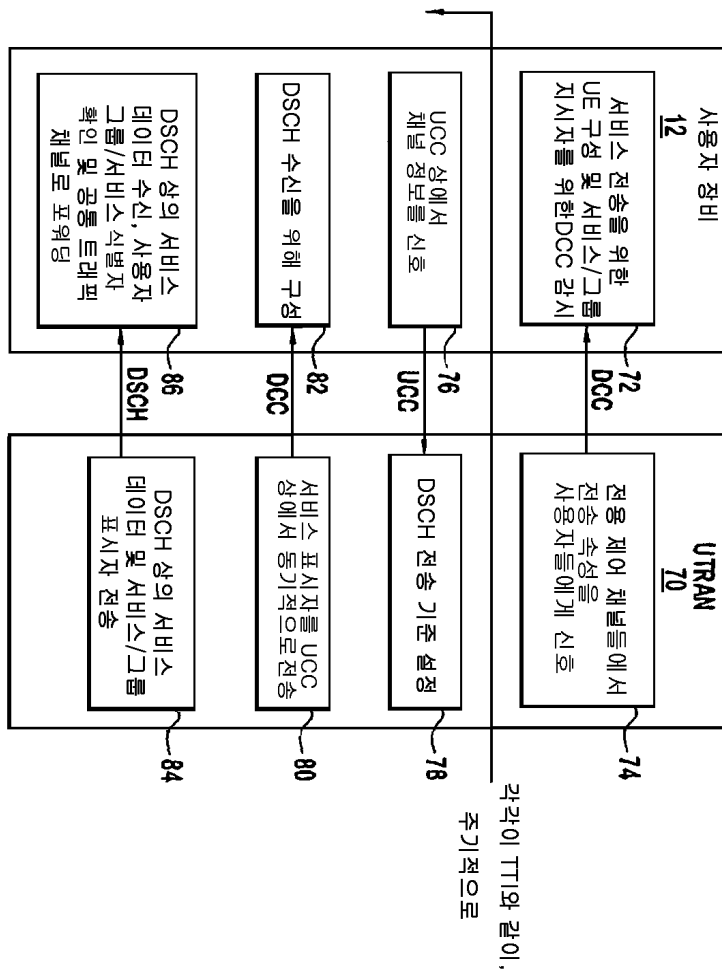 사용자 장비
12
UTRAN
70
서비스 전송을 위한
UE 구성 및 서비스/그룹
지시자를 위한DCC 감시
72
DCC
전용 제어 채널들에서
전송 속성을
사용자들에게 신호
74
각각이 TTI와 같이,
주기적으로
UCC 상에서
채널 정보를 신호
76
UCC
DSCH 전송 기준 설정
78
DSCH 수신을 위해 구성
82
DCC
서비스 표시자를 UCC
상에서 동기적으로전송
80
DSCH 상의 서비스
데이터 수신, 사용자
그룹/서비스 식별자
확인 및 공통 트래픽
채널로 포워딩
86
DSCH
DSCH 상의 서비스
데이터 및 서비스/그룹
표시자 전송
84